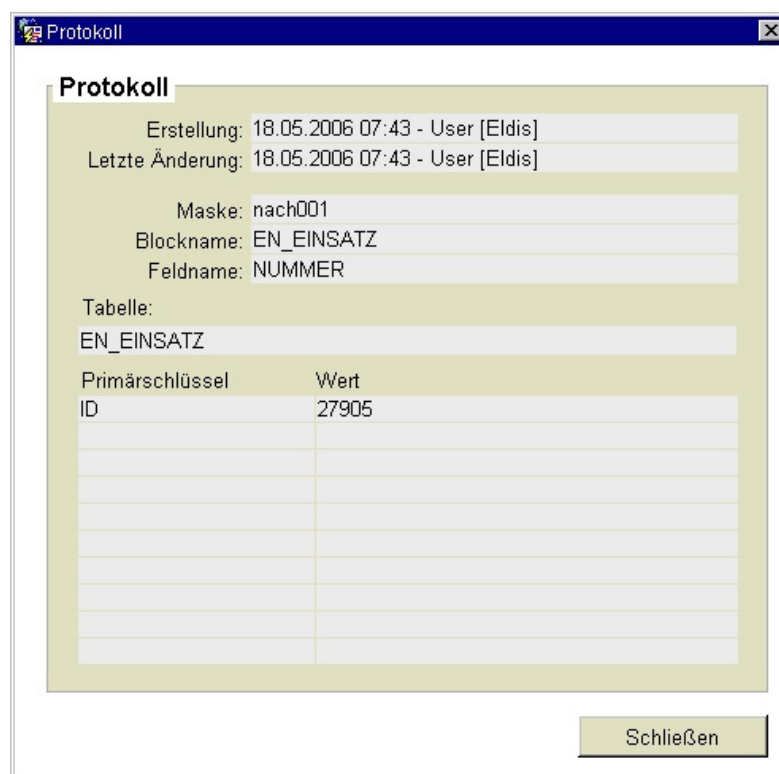 Protokoll
Protokoll
Erstellung: 18.05.2006 07:43 - User [Eldis]
Letzte Änderung: 18.05.2006 07:43 - User [Eldis]
Maske: nach001
Blockname: EN_EINSATZ
Feldname: NUMMER
Tabelle:
EN_EINSATZ
Primärschlüssel Wert
ID 27905
Schließen